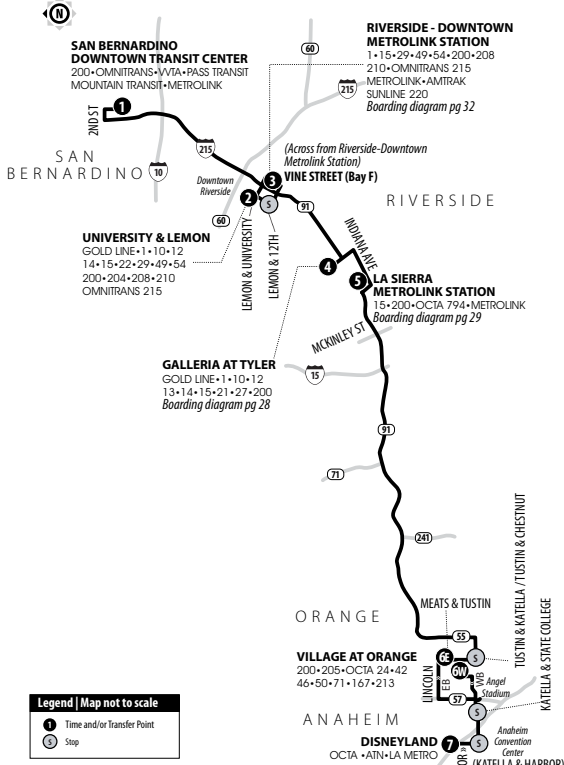 N
SAN BERNARDINO
DOWNTOWN TRANSIT CENTER
200•OMNITRANS•VVTA•PASS TRANSIT
MOUNTAIN TRANSIT•METROLINK
2ND ST
1
RIVERSIDE - DOWNTOWN
METROLINK STATION
1•15•29•49•54•200•208
210•OMNITRANS 215
METROLINK•AMTRAK
SUNLINE 220
Boarding diagram pg 32
60
215
SAN
BERNARDINO
10
215
(Across from Riverside-Downtown
Metrolink Station)
3
VINE STREET (Bay F)
Downtown
Riverside
2
S
91
60
RIVERSIDE
UNIVERSITY & LEMON
GOLD LINE•1•10•12
14•15•22•29•49•54
200•204•208•210
OMNITRANS 215
LEMON & UNIVERSITY
LEMON & 12TH
INDIANA AVE
4
5
LA SIERRA
METROLINK STATION
15•200•OCTA 794•METROLINK
Boarding diagram pg 29
MCKINLEY ST
GALLERIA AT TYLER
GOLD LINE•1•10•12
13•14•15•21•27•200
Boarding diagram pg 28
15
91
71
241
ORANGE
MEATS & TUSTIN
TUSTIN & KATELLA / TUSTIN & CHESTNUT
KATELLA & STATE COLLEGE
55
VILLAGE AT ORANGE
200•205•OCTA 24•42
46•50•71•167•213
6E
S
6W
LINCOLN
EB
WB
Angel
Stadium
57
S
ANAHEIM
DISNEYLAND
OCTA •ATN•LA METRO
7
S
Anaheim
Convention
Center
(KATELLA & HARBOR)
Legend | Map not to scale
1 Time and/or Transfer Point
S Stop